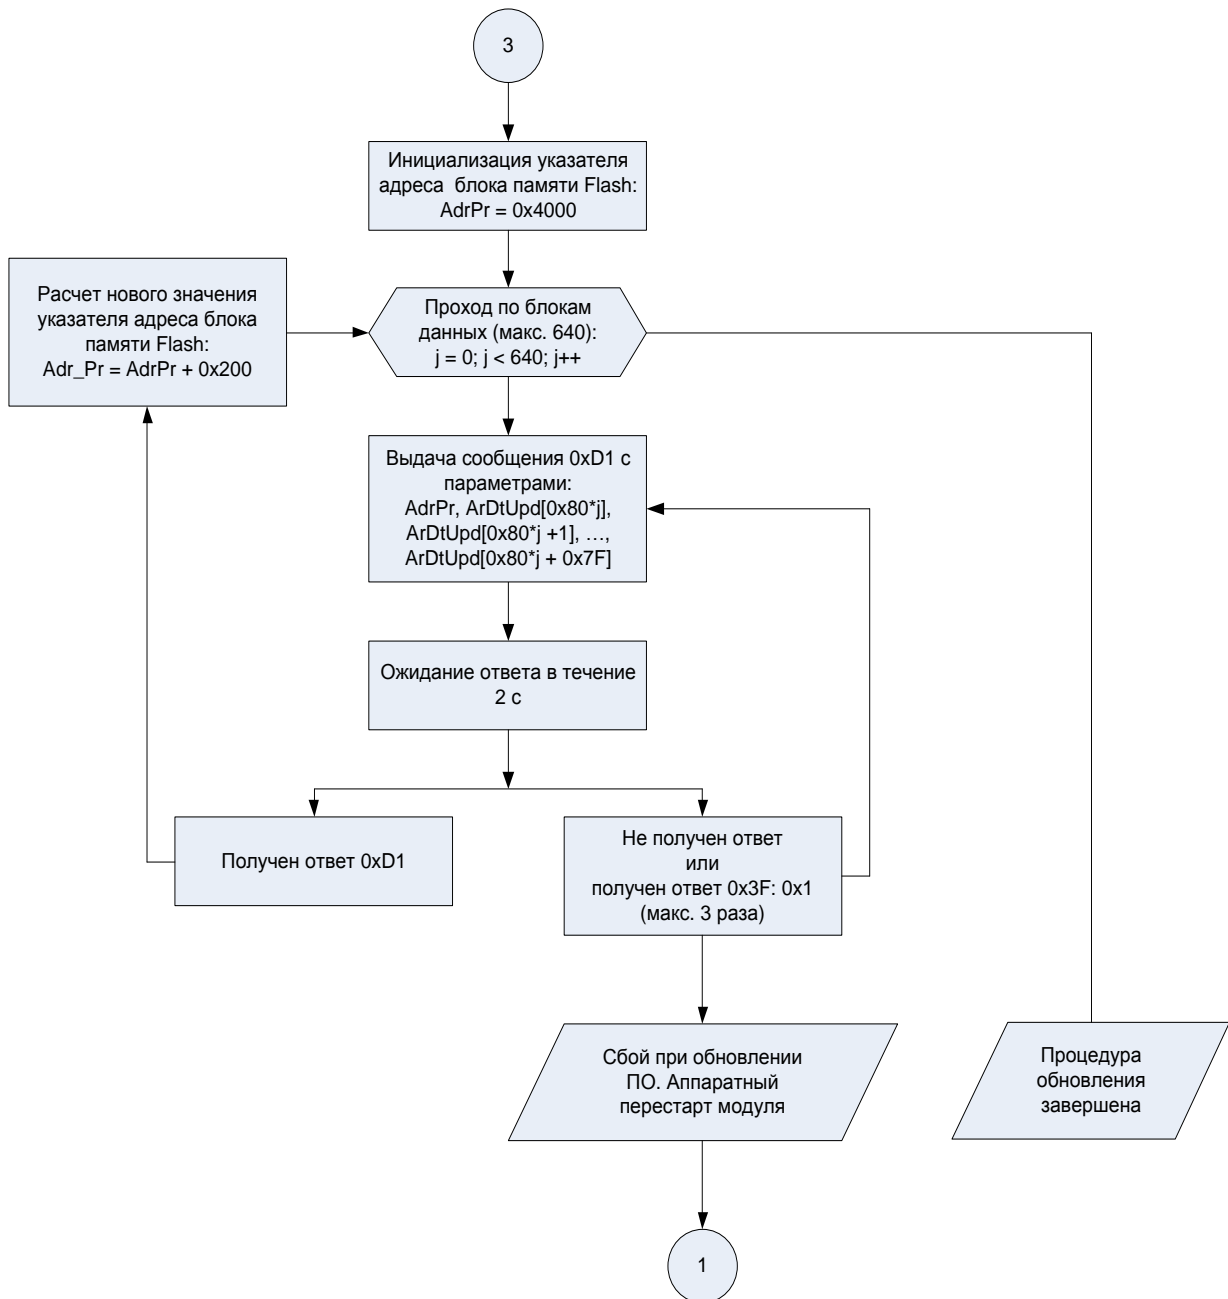 3
Инициализация указателя
адреса блока памяти Flash:
AdrPr = 0x4000
Расчет нового значения
указателя адреса блока
памяти Flash:
Adr_Pr = AdrPr + 0x200
Проход по блокам
данных (макс. 640):
j = 0; j < 640; j++
Выдача сообщения 0xD1 с
параметрами:
AdrPr, ArDtUpd[0x80*j],
ArDtUpd[0x80*j +1], …,
ArDtUpd[0x80*j + 0x7F]
Ожидание ответа в течение
2 с
Получен ответ 0xD1
Не получен ответ
или
получен ответ 0x3F: 0x1
(макс. 3 раза)
Сбой при обновлении
ПО. Аппаратный
перестарт модуля
Процедура
обновления
завершена
1